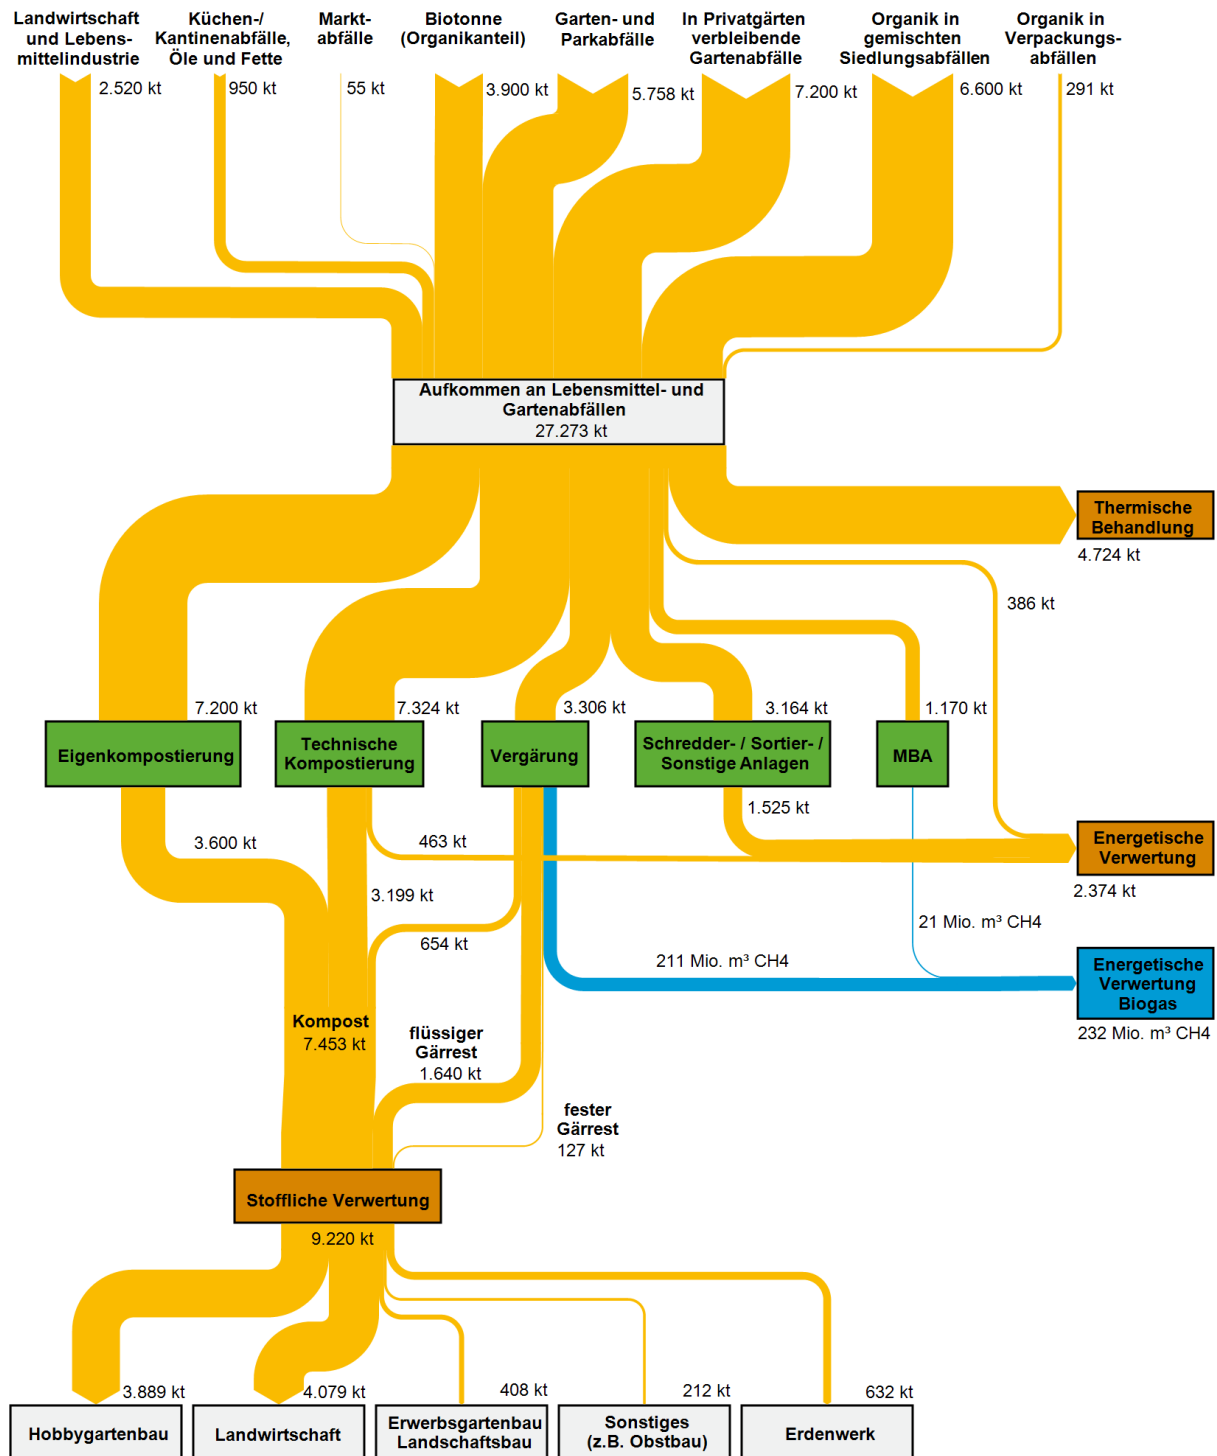 Landwirtschaft
und Lebens-
mittelindustrie
2.520 kt
Küchen-/
Kantinenabfälle,
Öle und Fette
950 kt
Markt-
abfälle
55 kt
Biotonne
(Organikanteil)
3.900 kt
Garten- und
Parkabfälle
5.758 kt
In Privatgärten
verbleibende
Gartenabfälle
7.200 kt
Organik in
gemischten
Siedlungsabfällen
6.600 kt
Organik in
Verpackungs-
abfällen
291 kt
Aufkommen an Lebensmittel- und
Gartenabfällen
27.273 kt
Thermische
Behandlung
4.724 kt
386 kt
7.200 kt
7.324 kt
3.306 kt
3.164 kt
1.170 kt
Eigenkompostierung
Technische
Kompostierung
Vergärung
Schredder- / Sortier- /
Sonstige Anlagen
MBA
1.525 kt
3.600 kt
463 kt
Energetische
Verwertung
2.374 kt
3.199 kt
654 kt
21 Mio. m³ CH4
211 Mio. m³ CH4
Energetische
Verwertung
Biogas
232 Mio. m³ CH4
Kompost
7.453 kt
flüssiger
Gärrest
1.640 kt
fester
Gärrest
127 kt
Stoffliche Verwertung
9.220 kt
3.889 kt
4.079 kt
408 kt
212 kt
632 kt
Hobbygartenbau
Landwirtschaft
Erwerbsgartenbau
Landschaftsbau
Sonstiges
(z.B. Obstbau)
Erdenwerk